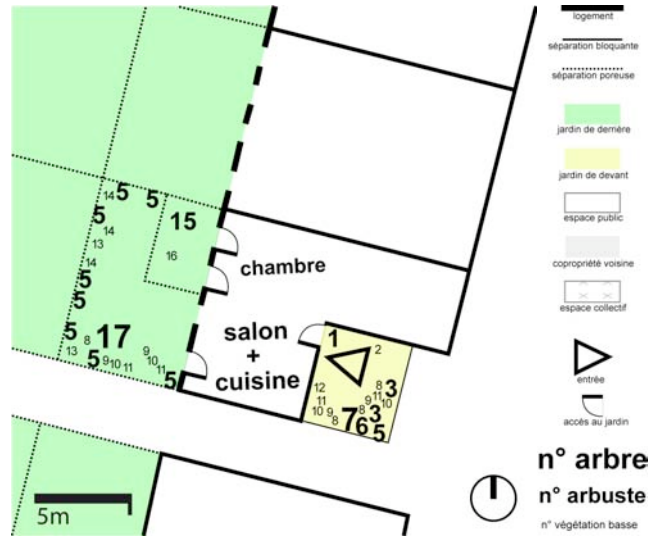 logement
séparation bloquante
séparation poreuse
jardin de derrière
jardin de devant
espace public
copropriété voisine
espace collectif
entrée
accès au jardin
n° arbre
n° arbuste
n° végétation basse
14 5 5
5 14
15
13
16
14
5
5
5 8 17
13 5 9 10 11
9 10 11 5
chambre
salon
+
cuisine
1 2
12 8 3
11 9 11 10
10 9 8 7 8 3
6
5
5m